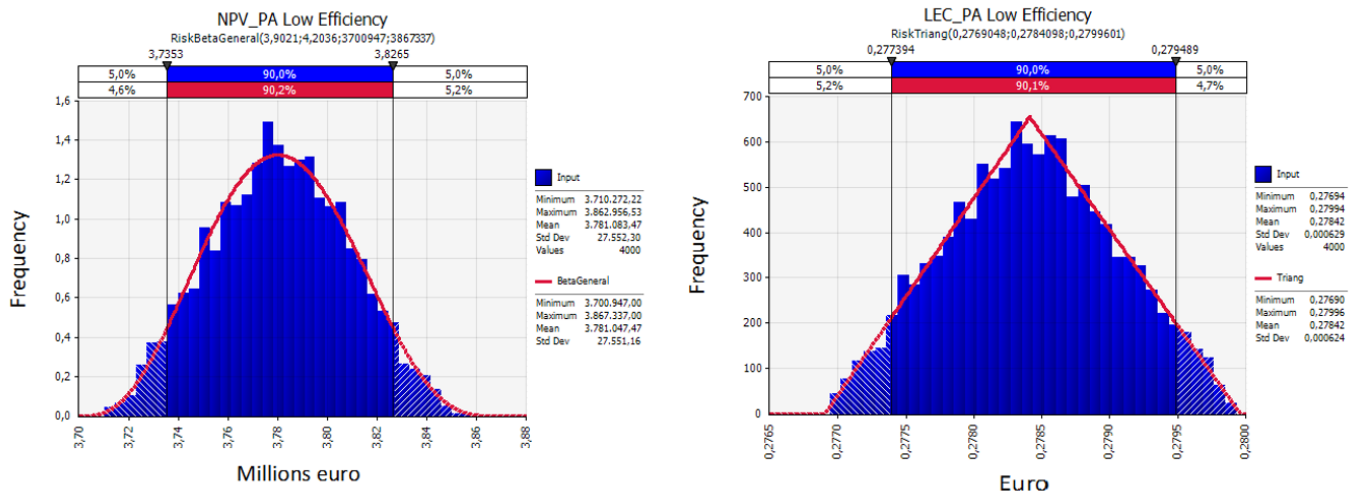 NPV_PA Low Efficiency
RiskBetaGeneral(3,9021;4,2036;3700947;3867337)
3,7353 3,8265
5,0% 90,0% 5,0%
4,6% 90,2% 5,2%
1,6
1,4
1,2
1,0
0,8
0,6
0,4
0,2
0,0
Frequency
3,70 3,72 3,74 3,76 3,78 3,80 3,82 3,84 3,86 3,88
Millions euro
Input
Minimum 3.710.272,22
Maximum 3.862.956,53
Mean 3.781.083,47
Std Dev 27.552,30
Values 4000
BetaGeneral
Minimum 3.700.947,00
Maximum 3.867.337,00
Mean 3.781.047,47
Std Dev 27.551,16
LEC_PA Low Efficiency
RiskTriang(0,2769048;0,2784098;0,2799601)
0,277394 0,279489
5,0% 90,0% 5,0%
5,2% 90,1% 4,7%
700
600
500
400
300
200
100
0
Frequency
0,2765 0,2770 0,2775 0,2780 0,2785 0,2790 0,2795 0,2800
Euro
Input
Minimum 0,27694
Maximum 0,27994
Mean 0,27842
Std Dev 0,000629
Values 4000
Triang
Minimum 0,27690
Maximum 0,27996
Mean 0,27842
Std Dev 0,000624